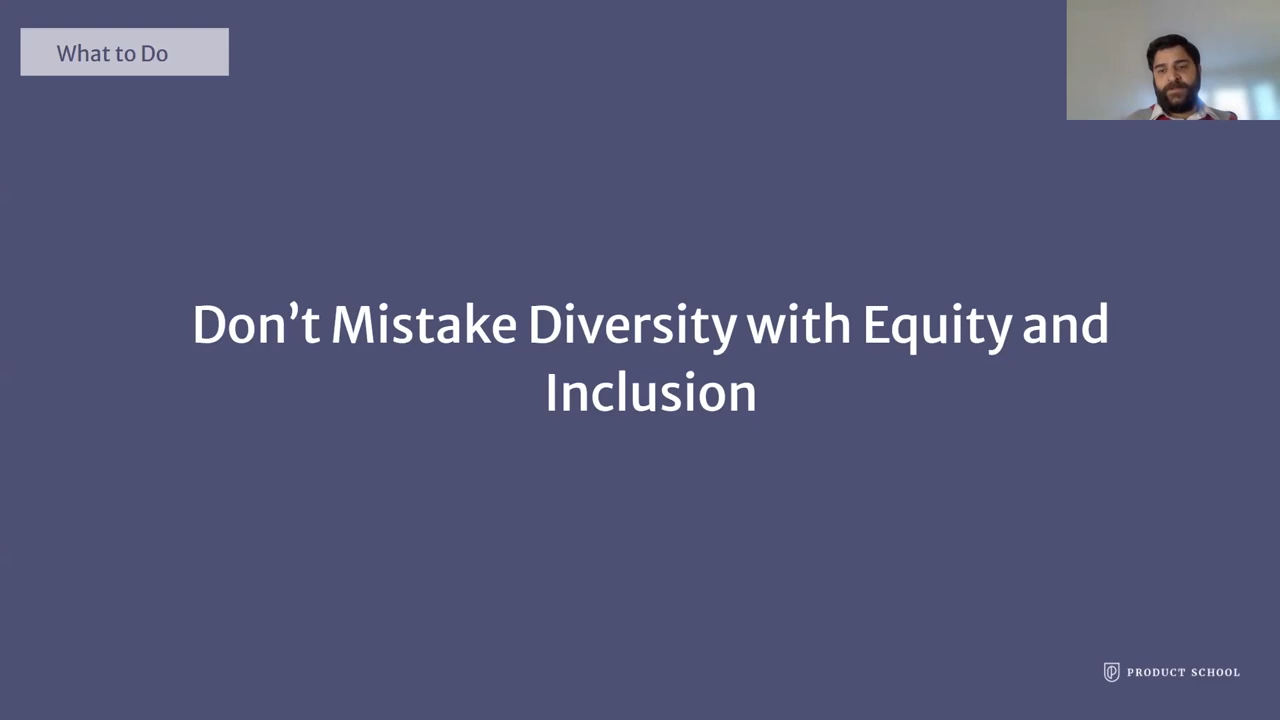 What to Do
Don’t Mistake Diversity with Equity and
Inclusion
PRODUCT SCHOOL